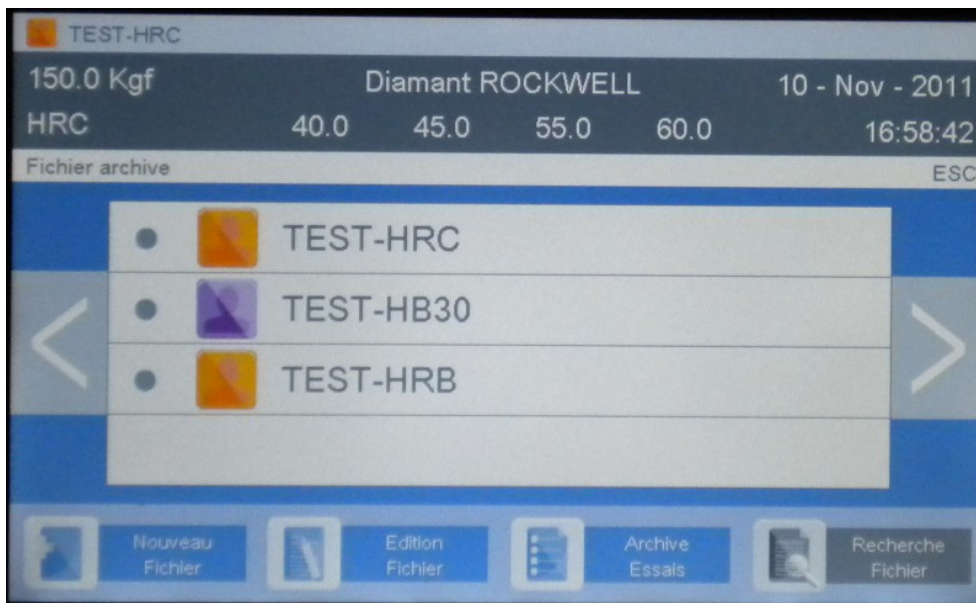 TEST-HRC
150.0 Kgf Diamant ROCKWELL 10 - Nov - 2011
HRC 40.0 45.0 55.0 60.0 16:58:42
Fichier archive ESC
TEST-HRC
TEST-HB30
TEST-HRB
Nouveau Fichier
Edition Fichier
Archive Essais
Recherche Fichier